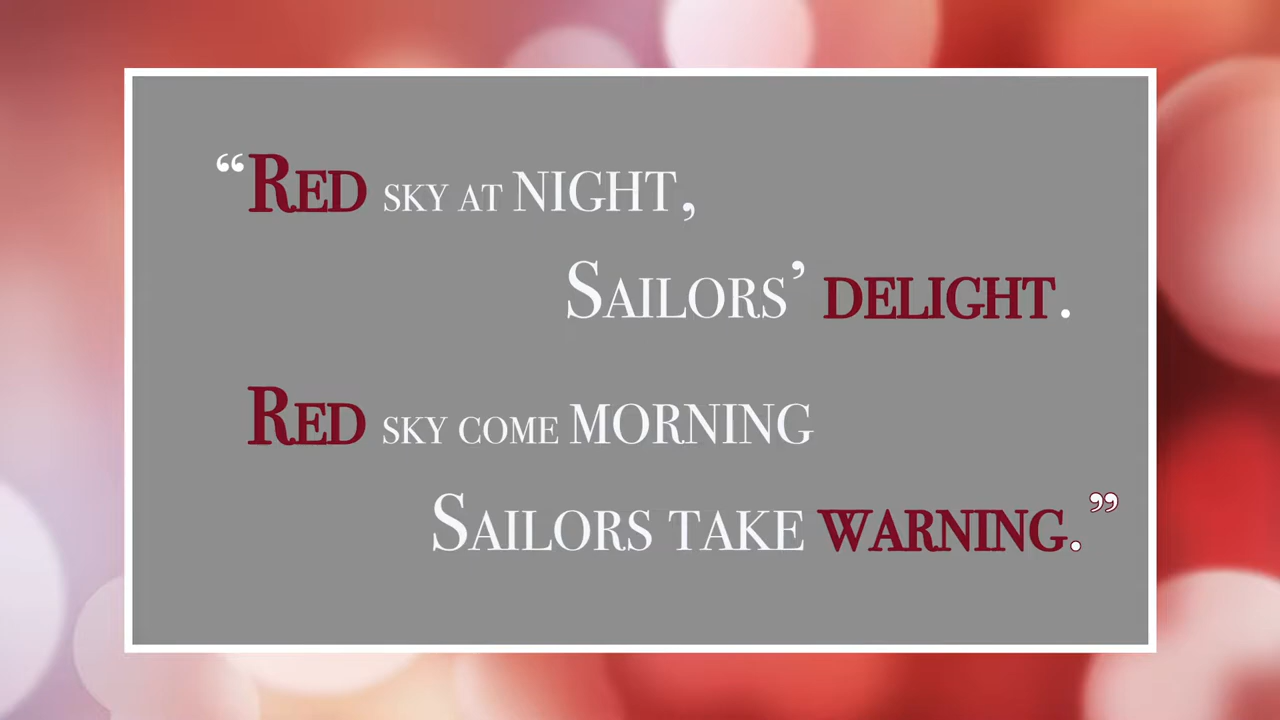 “Red sky at NIGHT,
Sailors’ DELIGHT.
Red sky come MORNING
Sailors take WARNING.”